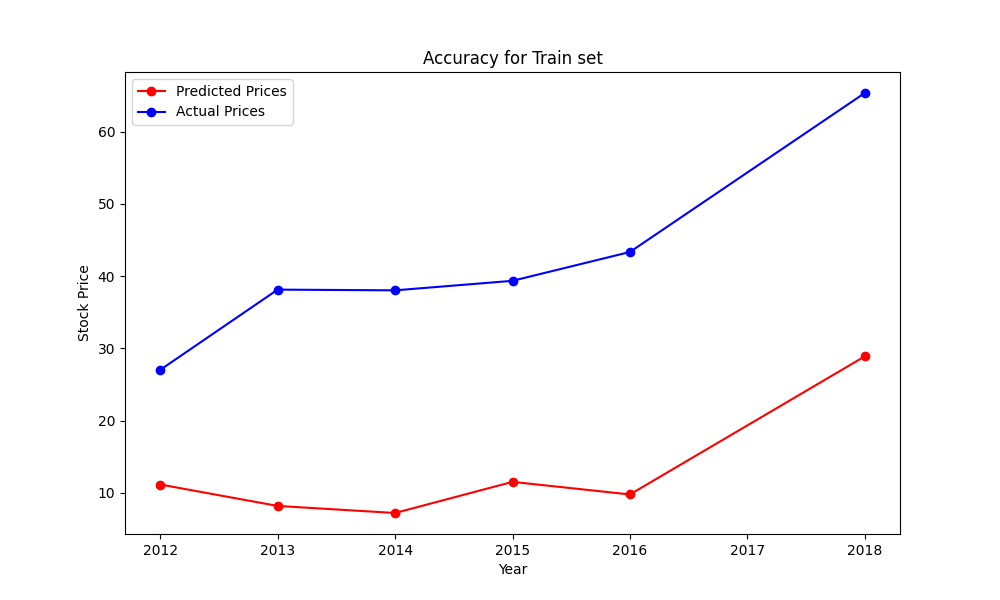 Accuracy for Train set
Predicted Prices
Actual Prices
60
50
40
30
20
10
Stock Price
2012 2013 2014 2015 2016 2017 2018
Year